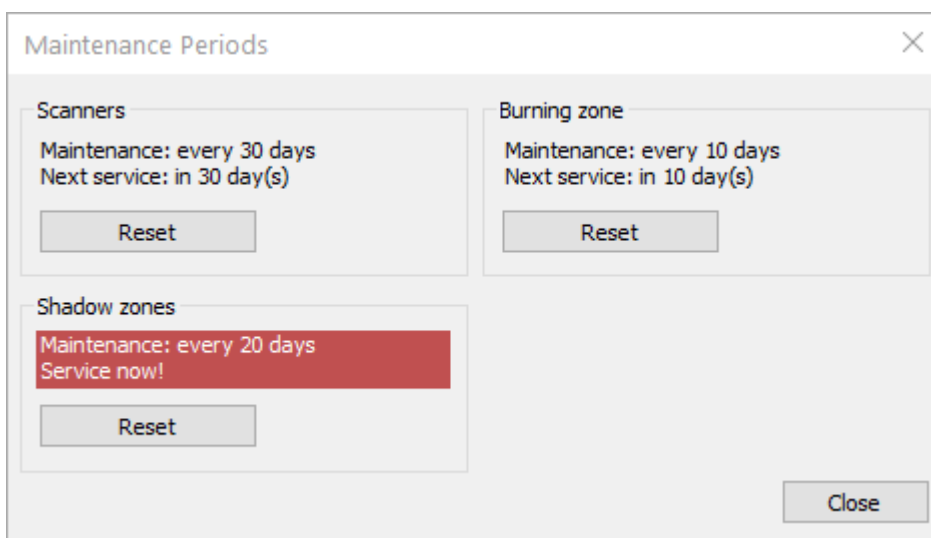 Maintenance Periods
Scanners
Maintenance: every 30 days
Next service: in 30 day(s)
Reset
Burning zone
Maintenance: every 10 days
Next service: in 10 day(s)
Reset
Shadow zones
Maintenance: every 20 days
Service now!
Reset
Close